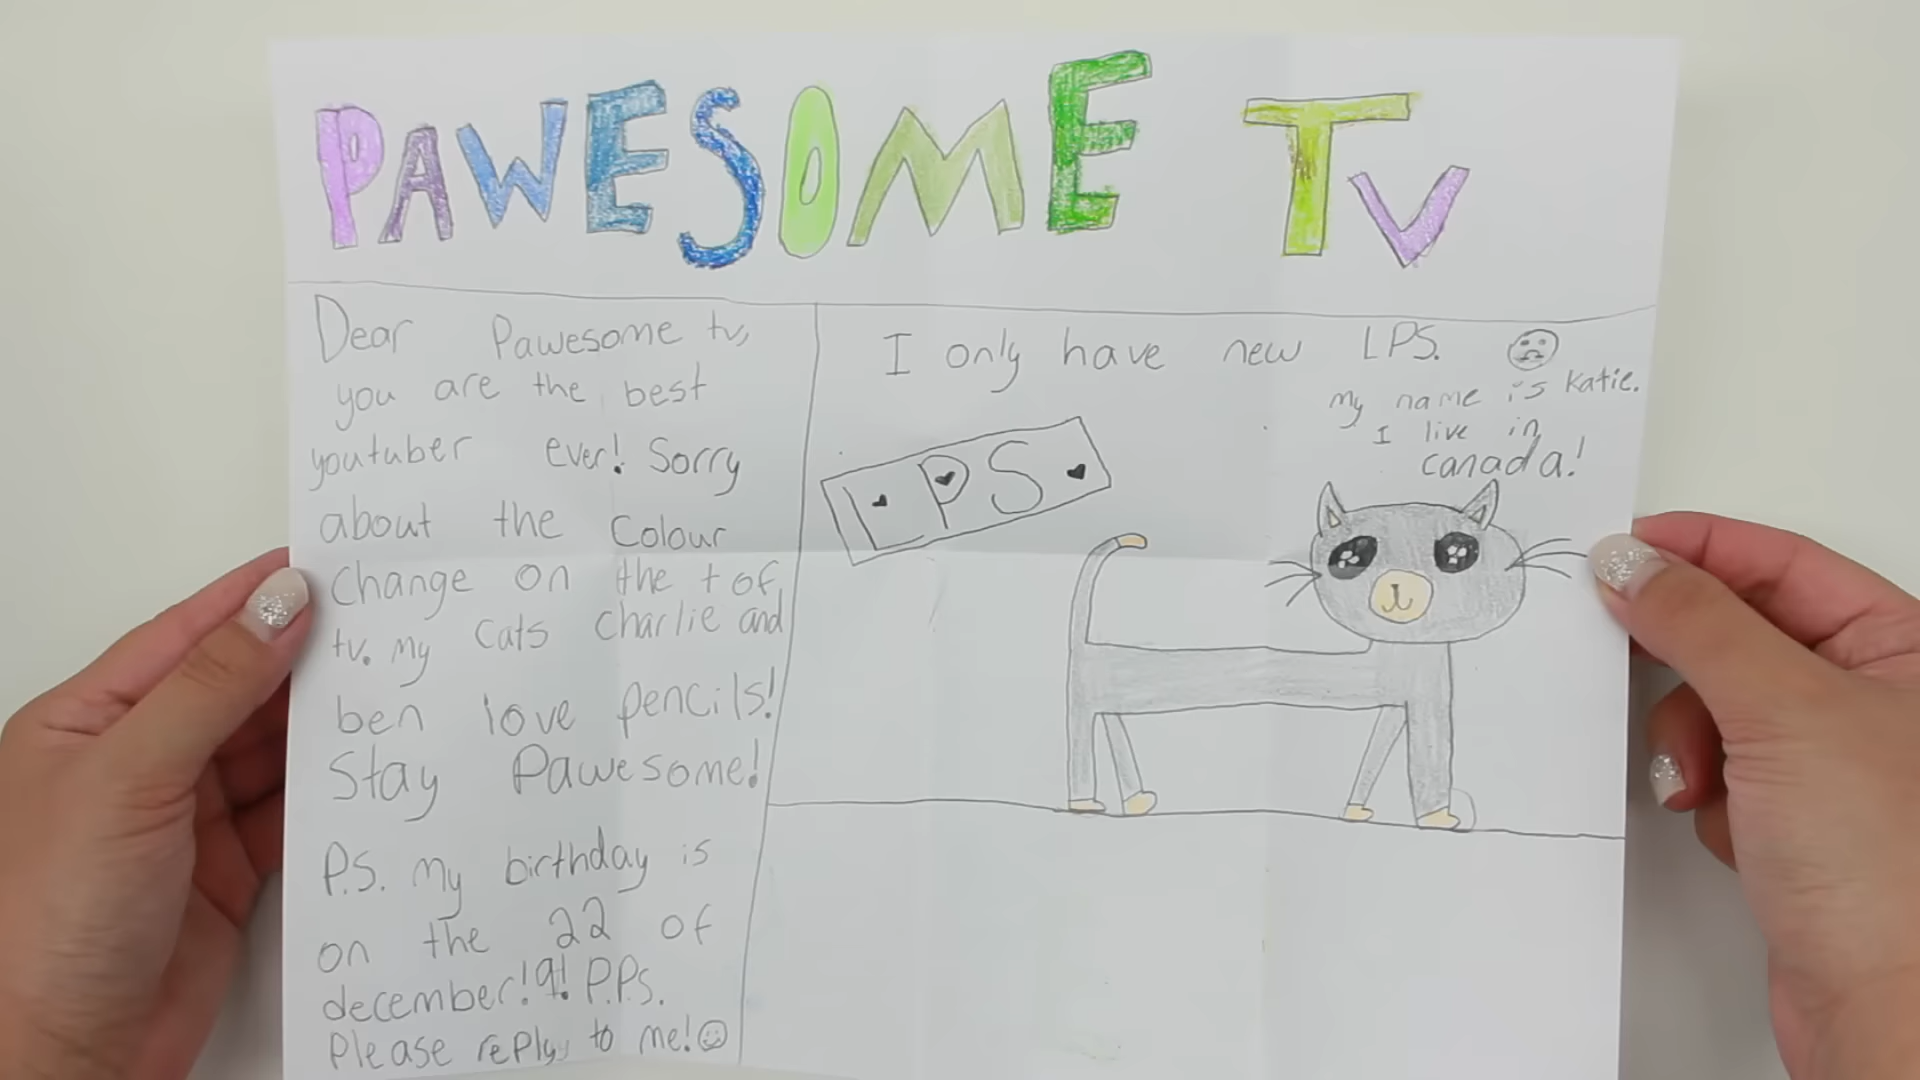 PAWESOME TV
Dear Pawesome tv,
you are the best
youtuber ever! Sorry
about the colour
change on the t of
tv. my cats charlie and
ben love pencils!
Stay Pawesome!
P.S. my birthday is
on the 22 of
december! 9! P.P.S.
Please reply to me!
I only have new LPS.
my name is Katie.
I live in
canada!
LPS